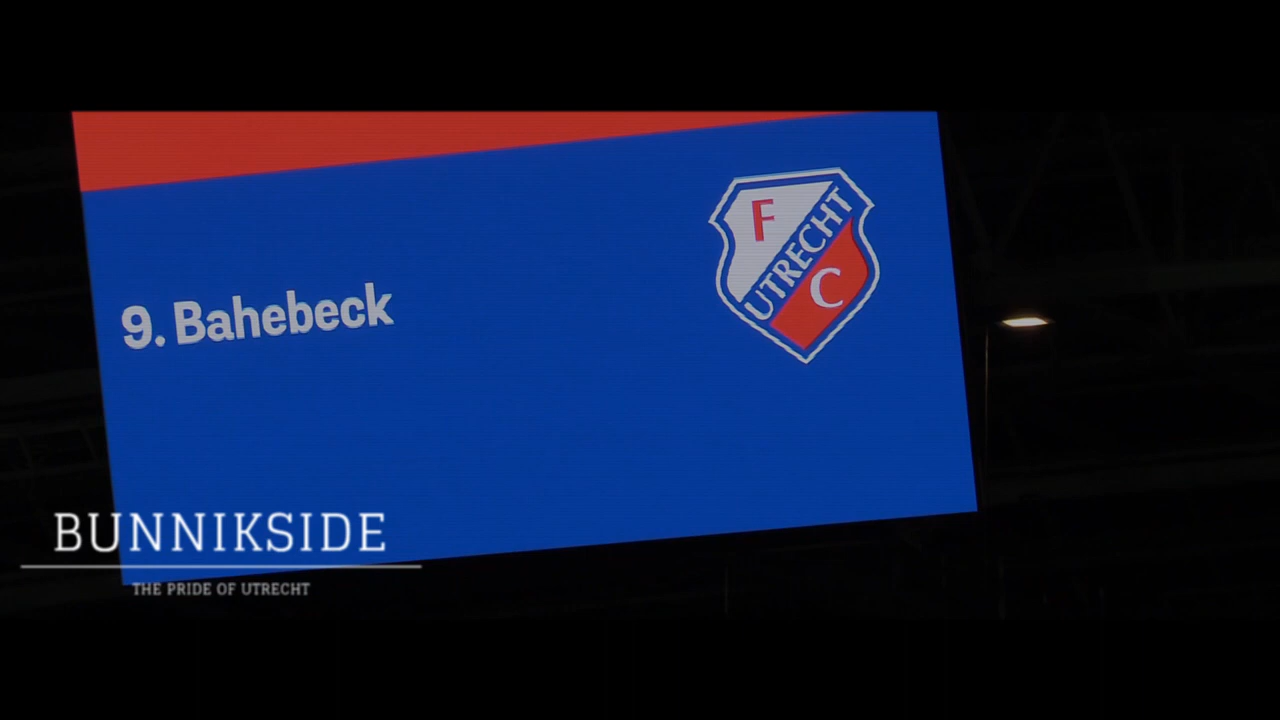 F
UTRECHT
C
9. Bahebeck
BUNNIKSIDE
THE PRIDE OF UTRECHT